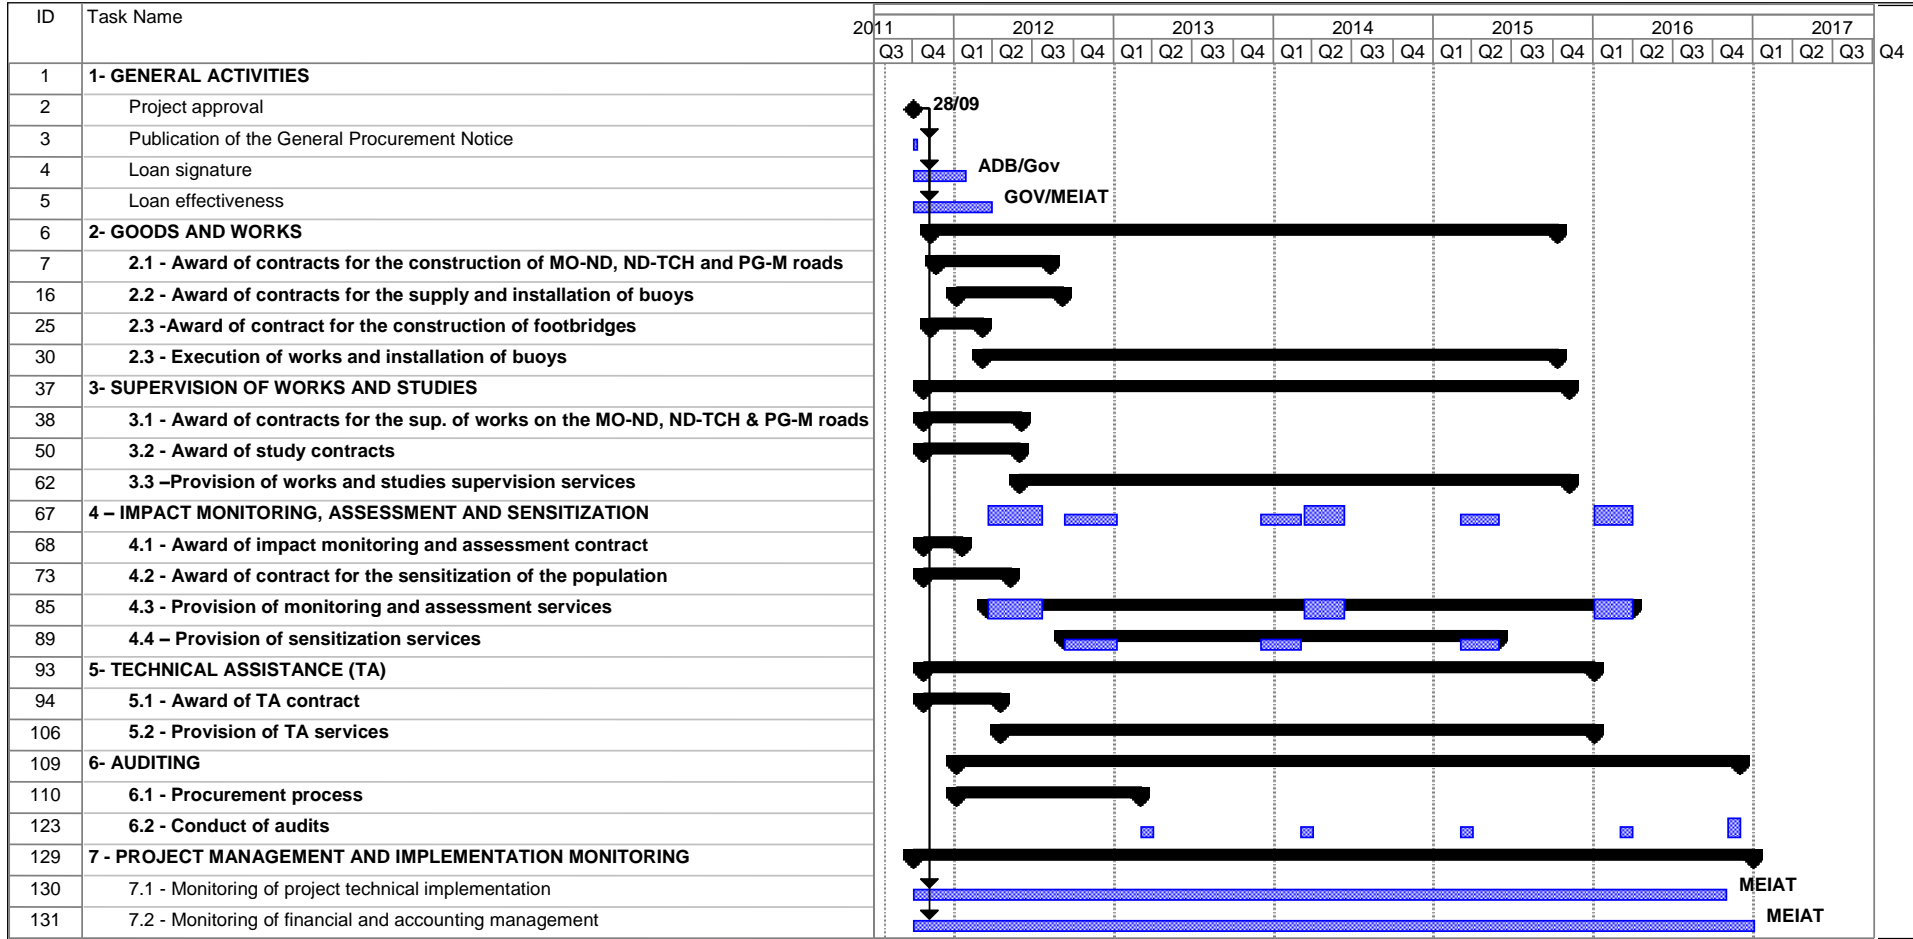 ID Task Name
2011 2012 2013 2014 2015 2016 2017
Q3 Q4 Q1 Q2 Q3 Q4 Q1 Q2 Q3 Q4 Q1 Q2 Q3 Q4 Q1 Q2 Q3 Q4 Q1 Q2 Q3 Q4 Q1 Q2 Q3 Q4
1 1- GENERAL ACTIVITIES
2 Project approval 28/09
3 Publication of the General Procurement Notice
4 Loan signature ADB/Gov
5 Loan effectiveness GOV/MEIAT
6 2- GOODS AND WORKS
7 2.1 - Award of contracts for the construction of MO-ND, ND-TCH and PG-M roads
16 2.2 - Award of contracts for the supply and installation of buoys
25 2.3 -Award of contract for the construction of footbridges
30 2.3 - Execution of works and installation of buoys
37 3- SUPERVISION OF WORKS AND STUDIES
38 3.1 - Award of contracts for the sup. of works on the MO-ND, ND-TCH & PG-M roads
50 3.2 - Award of study contracts
62 3.3 –Provision of works and studies supervision services
67 4 – IMPACT MONITORING, ASSESSMENT AND SENSITIZATION
68 4.1 - Award of impact monitoring and assessment contract
73 4.2 - Award of contract for the sensitization of the population
85 4.3 - Provision of monitoring and assessment services
89 4.4 – Provision of sensitization services
93 5- TECHNICAL ASSISTANCE (TA)
94 5.1 - Award of TA contract
106 5.2 - Provision of TA services
109 6- AUDITING
110 6.1 - Procurement process
123 6.2 - Conduct of audits
129 7 - PROJECT MANAGEMENT AND IMPLEMENTATION MONITORING
130 7.1 - Monitoring of project technical implementation MEIAT
131 7.2 - Monitoring of financial and accounting management MEIAT